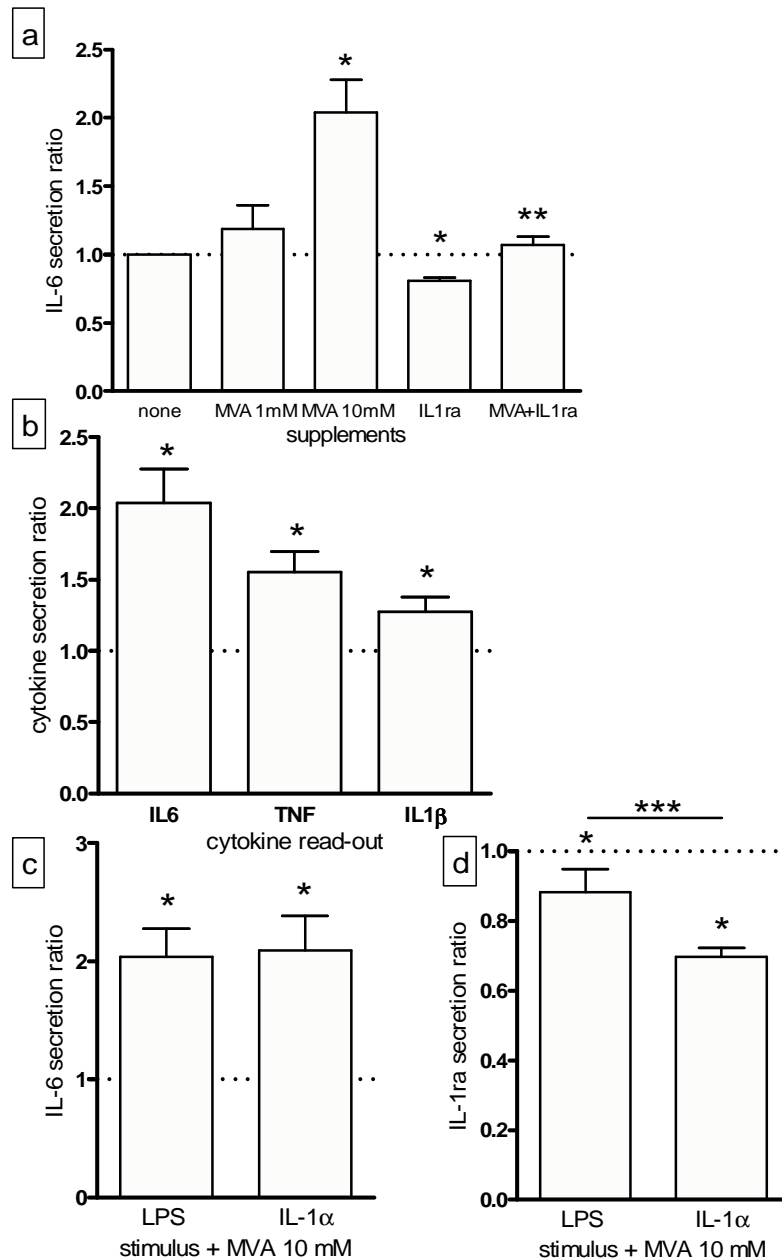 a
2.5
*
2.0
1.5
**
*
1.0
0.5
0.0
IL-6 secretion ratio
none MVA 1mM MVA 10mM IL1ra MVA+IL1ra
supplements
b
2.5
*
2.0
*
*
1.5
1.0
0.5
0.0
cytokine secretion ratio
IL6 TNF IL1β
cytokine read-out
c
3
* *
2
1
0
IL-6 secretion ratio
LPS IL-1α
stimulus + MVA 10 mM
d
***
*
1.0
*
0.8
0.6
0.4
0.2
0.0
IL-1ra secretion ratio
LPS IL-1α
stimulus + MVA 10 mM